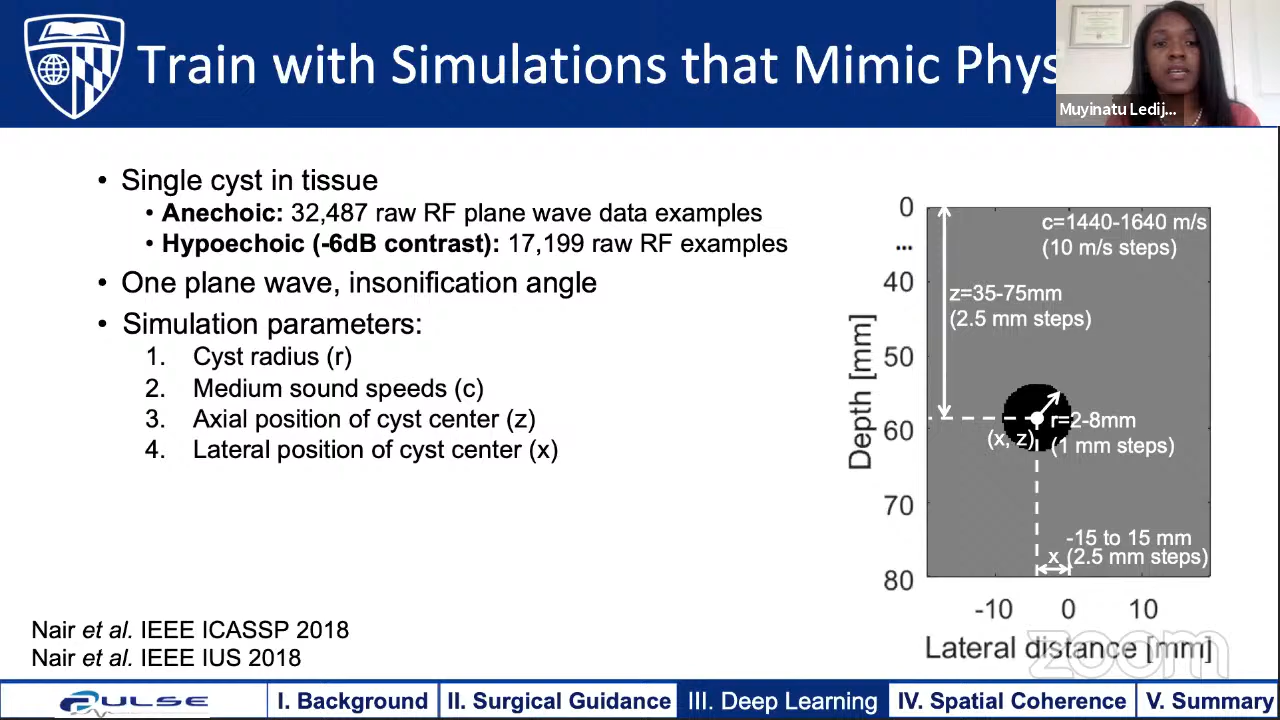 Train with Simulations that Mimic Phys
Muyinatu Ledij...
• Single cyst in tissue
• Anechoic: 32,487 raw RF plane wave data examples
• Hypoechoic (-6dB contrast): 17,199 raw RF examples
• One plane wave, insonification angle
• Simulation parameters:
1. Cyst radius (r)
2. Medium sound speeds (c)
3. Axial position of cyst center (z)
4. Lateral position of cyst center (x)
0
...
40
50
60
70
80
Depth [mm]
c=1440-1640 m/s
(10 m/s steps)
z=35-75mm
(2.5 mm steps)
r=2-8mm
(x, z)
(1 mm steps)
-15 to 15 mm
x (2.5 mm steps)
-10 0 10
Lateral distance [mm]
zoom
Nair et al. IEEE ICASSP 2018
Nair et al. IEEE IUS 2018
PULSE
I. Background
II. Surgical Guidance
III. Deep Learning
IV. Spatial Coherence
V. Summary